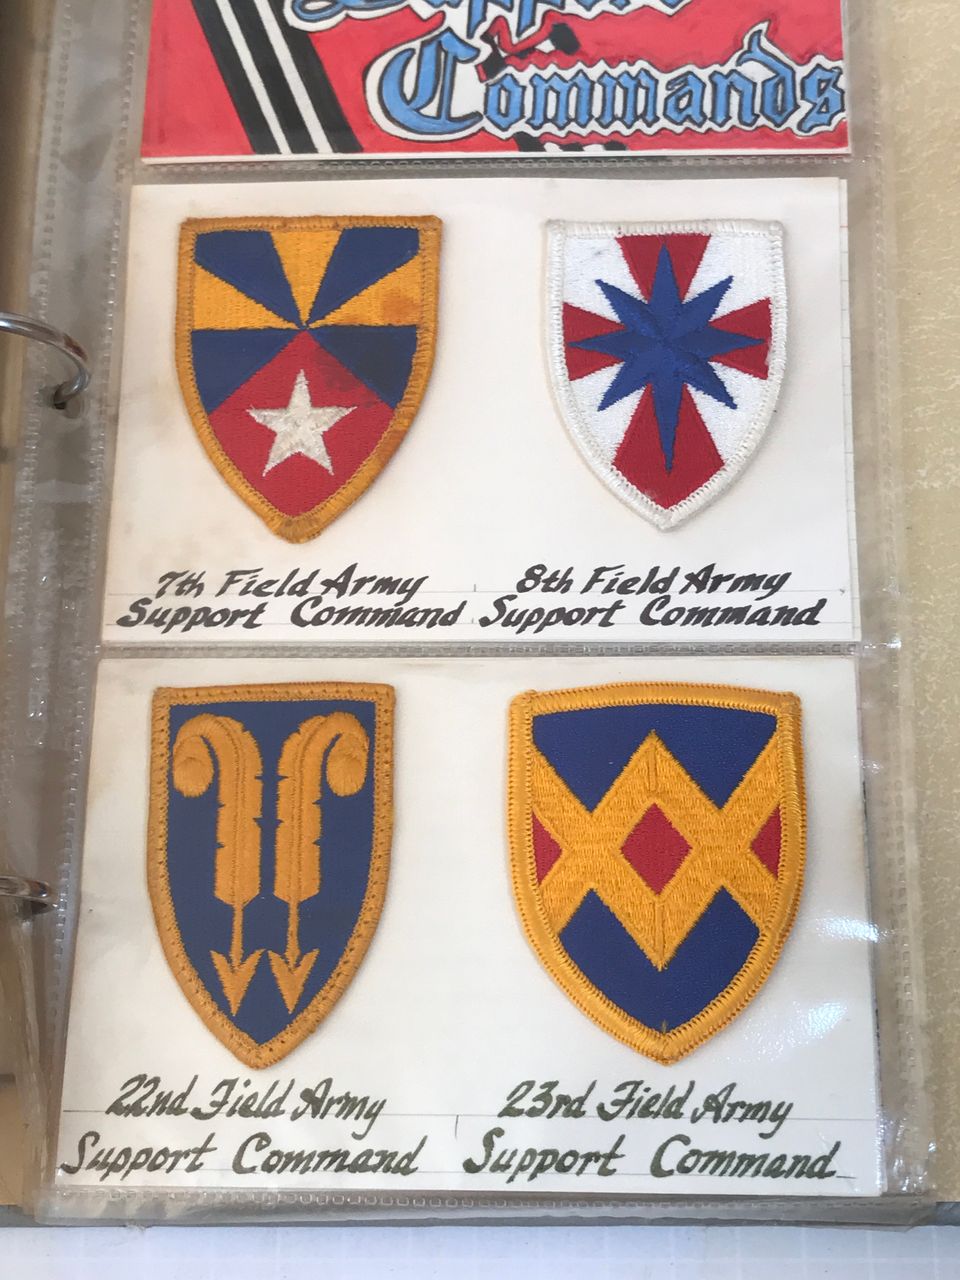 Support
Commands
7th Field Army
Support Command
8th Field Army
Support Command
22nd Field Army
Support Command
23rd Field Army
Support Command